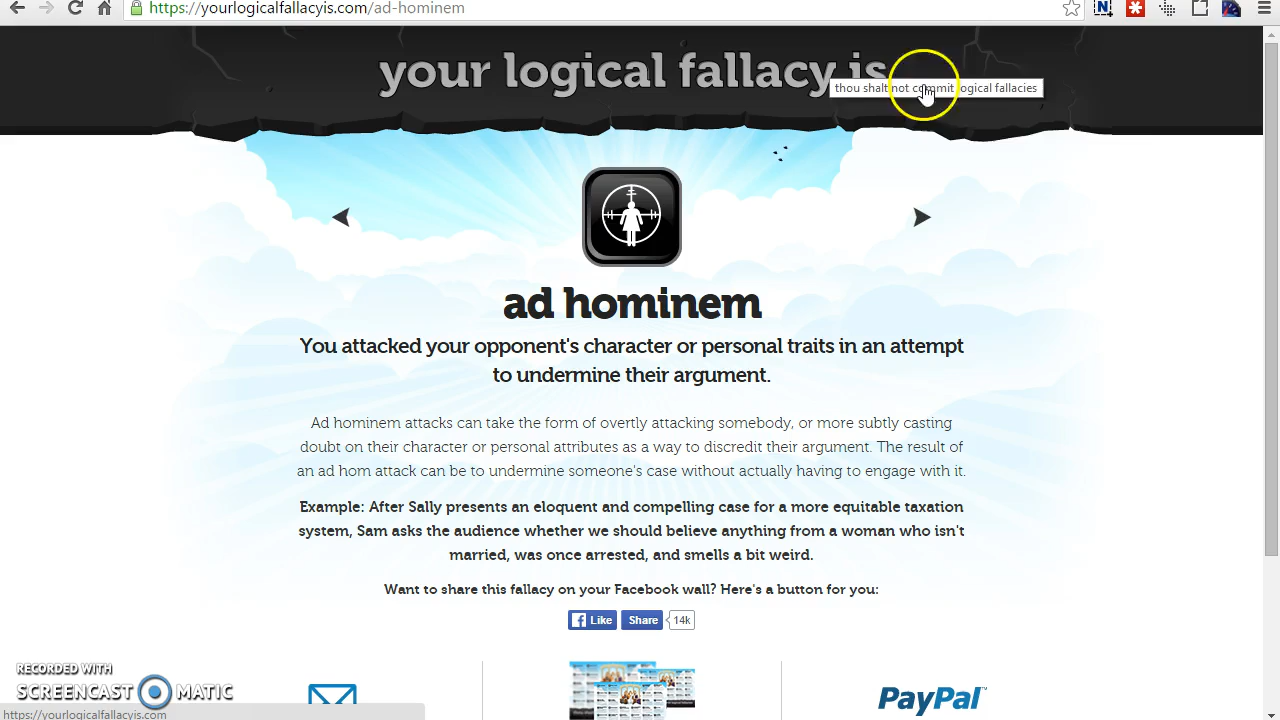 https://yourlogicalfallacyis.com/ad-hominem
your logical fallacy is
thou shalt not commit logical fallacies
ad hominem
You attacked your opponent's character or personal traits in an attempt
to undermine their argument.
Ad hominem attacks can take the form of overtly attacking somebody, or more subtly casting
doubt on their character or personal attributes as a way to discredit their argument. The result of
an ad hom attack can be to undermine someone's case without actually having to engage with it.
Example: After Sally presents an eloquent and compelling case for a more equitable taxation
system, Sam asks the audience whether we should believe anything from a woman who isn't
married, was once arrested, and smells a bit weird.
Want to share this fallacy on your Facebook wall? Here's a button for you:
Like Share 14k
RECORDED WITH
SCREENCAST MATIC
PayPal™
https://yourlogicalfallacyis.com